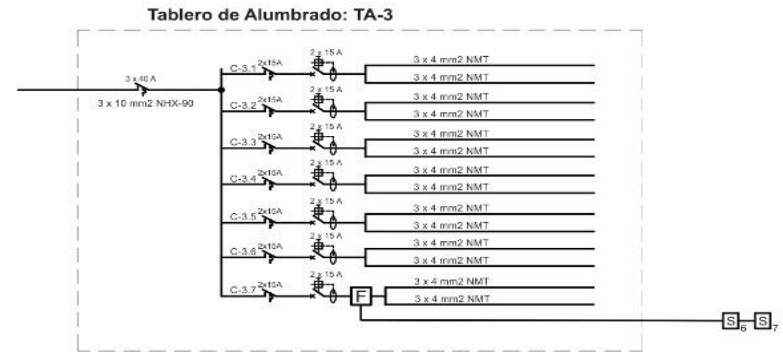 Tablero de Alumbrado: TA-3
3 x 40 A
3 x 10 mm2 NHX-90
C-3.1 2x15A 2 x 15 A 3 x 4 mm2 NMT
3 x 4 mm2 NMT
C-3.2 2x15A 2 x 15 A 3 x 4 mm2 NMT
3 x 4 mm2 NMT
C-3.3 2x15A 2 x 15 A 3 x 4 mm2 NMT
3 x 4 mm2 NMT
C-3.4 2x15A 2 x 15 A 3 x 4 mm2 NMT
3 x 4 mm2 NMT
C-3.5 2x15A 2 x 15 A 3 x 4 mm2 NMT
3 x 4 mm2 NMT
C-3.6 2x15A 2 x 15 A 3 x 4 mm2 NMT
3 x 4 mm2 NMT
C-3.7 2x15A 2 x 15 A F 3 x 4 mm2 NMT
3 x 4 mm2 NMT
S6 S7